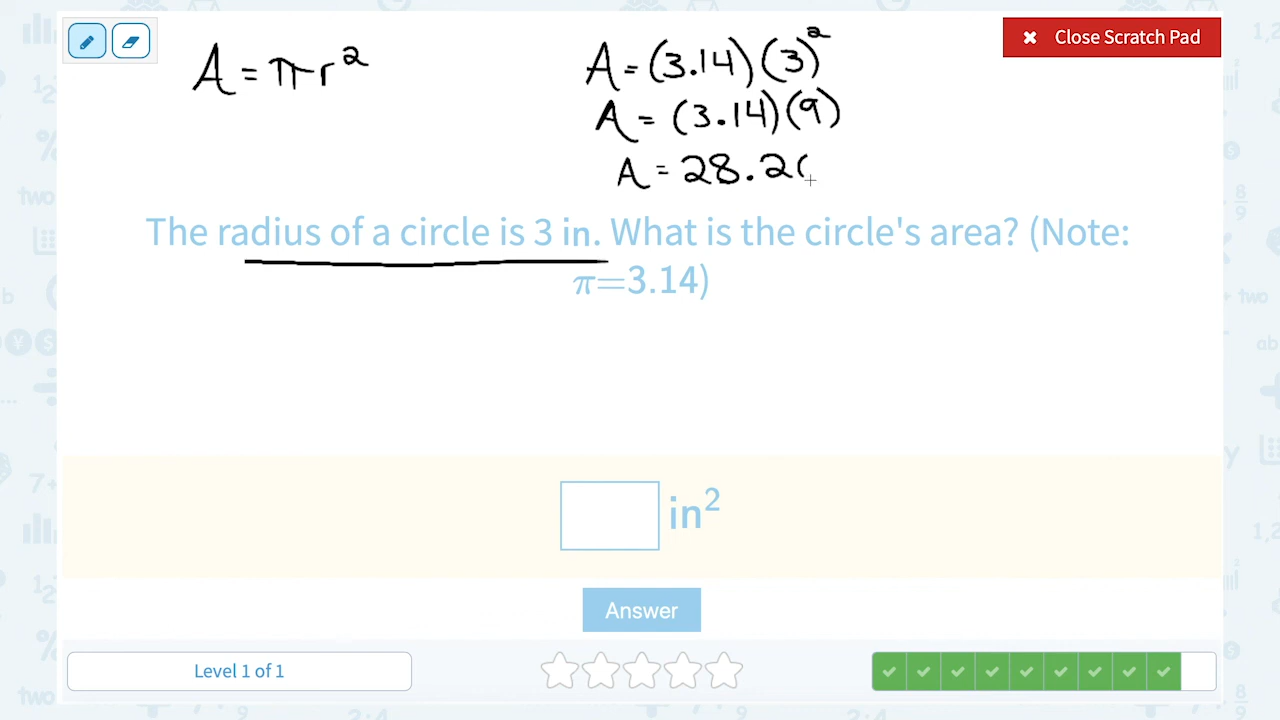 Close Scratch Pad
A = πr²
A = (3.14)(3)²
A = (3.14)(9)
A = 28.2
The radius of a circle is 3 in. What is the circle's area? (Note:
π=3.14)
in²
Answer
Level 1 of 1